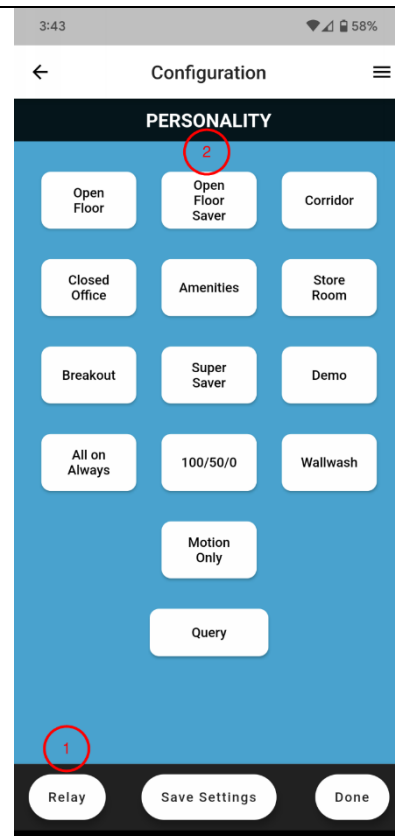 3:43 58%
Configuration
PERSONALITY
2
Open Floor
Open Floor Saver
Corridor
Closed Office
Amenities
Store Room
Breakout
Super Saver
Demo
All on Always
100/50/0
Wallwash
Motion Only
Query
1
Relay
Save Settings
Done